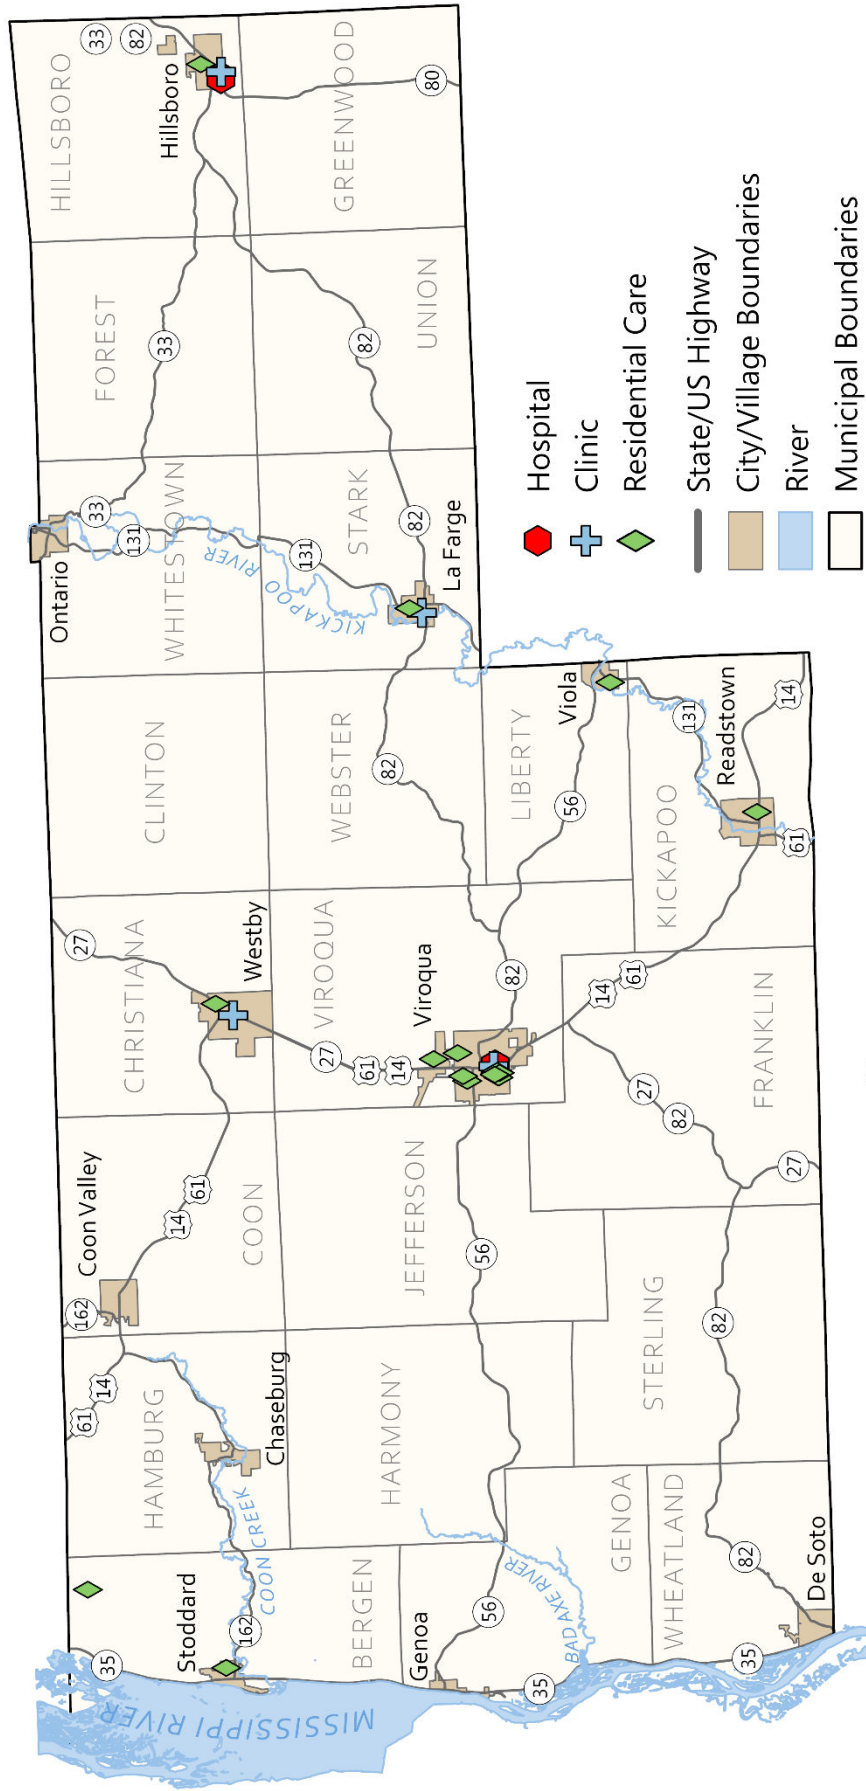 HILLSBORO
33
82
Hillsboro
GREENWOOD
80
FOREST
33
UNION
82
Ontario
33
131
WHITESTOWN
KICKAPOO RIVER
131
STARK
82
La Farge
CLINTON
WEBSTER
82
LIBERTY
Viola
56
131
14
Readstown
KICKAPOO
61
27
CHRISTIANA
Westby
VIROQUA
27
61
14
Viroqua
82
14
61
FRANKLIN
27
82
27
Coon Valley
162
14
61
COON
JEFFERSON
56
STERLING
82
61
14
HAMBURG
Chaseburg
HARMONY
COON CREEK
Stoddard
162
35
BERGEN
Genoa
56
BAD AXE RIVER
GENOA
WHEATLAND
82
De Soto
35
35
MISSISSIPPI RIVER
Hospital
Clinic
Residential Care
State/US Highway
City/Village Boundaries
River
Municipal Boundaries